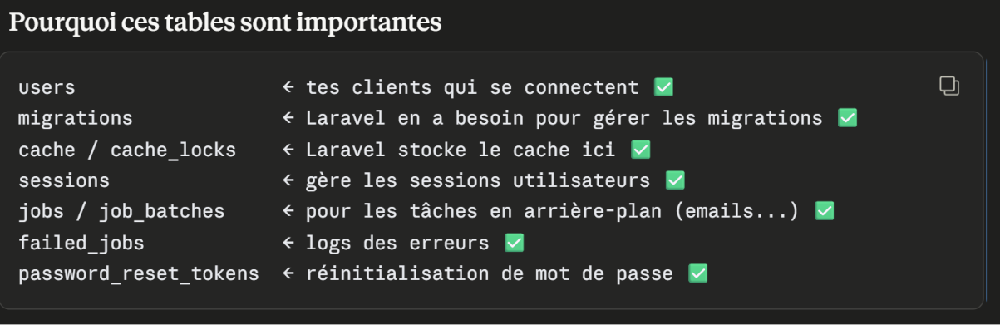 Pourquoi ces tables sont importantes
users ← tes clients qui se connectent ✅
migrations ← Laravel en a besoin pour gérer les migrations ✅
cache / cache_locks ← Laravel stocke le cache ici ✅
sessions ← gère les sessions utilisateurs ✅
jobs / job_batches ← pour les tâches en arrière-plan (emails...) ✅
failed_jobs ← logs des erreurs ✅
password_reset_tokens ← réinitialisation de mot de passe ✅